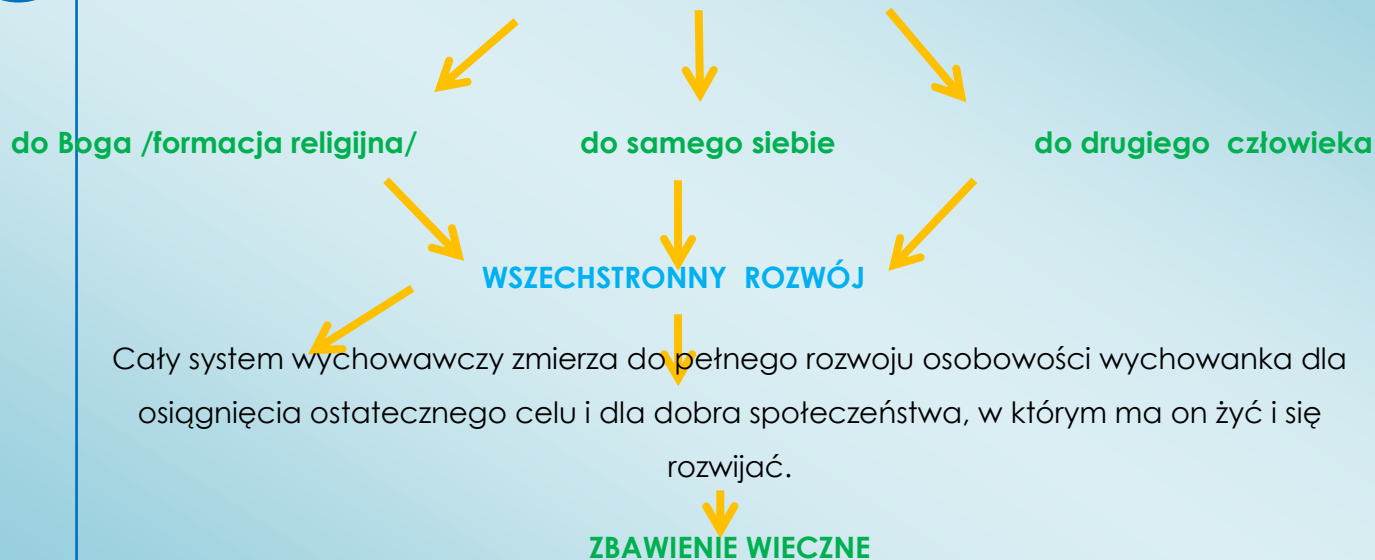 do Boga /formacja religijna/ do samego siebie do drugiego człowieka
WSZECHSTRONNY ROZWÓJ
Cały system wychowawczy zmierza do pełnego rozwoju osobowości wychowanka dla
osiągnięcia ostatecznego celu i dla dobra społeczeństwa, w którym ma on żyć i się
rozwijać.
ZBAWIENIE WIECZNE